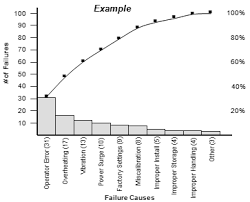 Example
# of Failures
100
90
80
70
60
50
40
30
20
10
100%
80%
60%
40%
20%
Operator Error (31)
Overheating (17)
Vibration (13)
Power Surge (10)
Factory Settings (9)
Miscalibration (8)
Improper Install (5)
Improper Storage (4)
Improper Handling (4)
Other (3)
Failure Causes